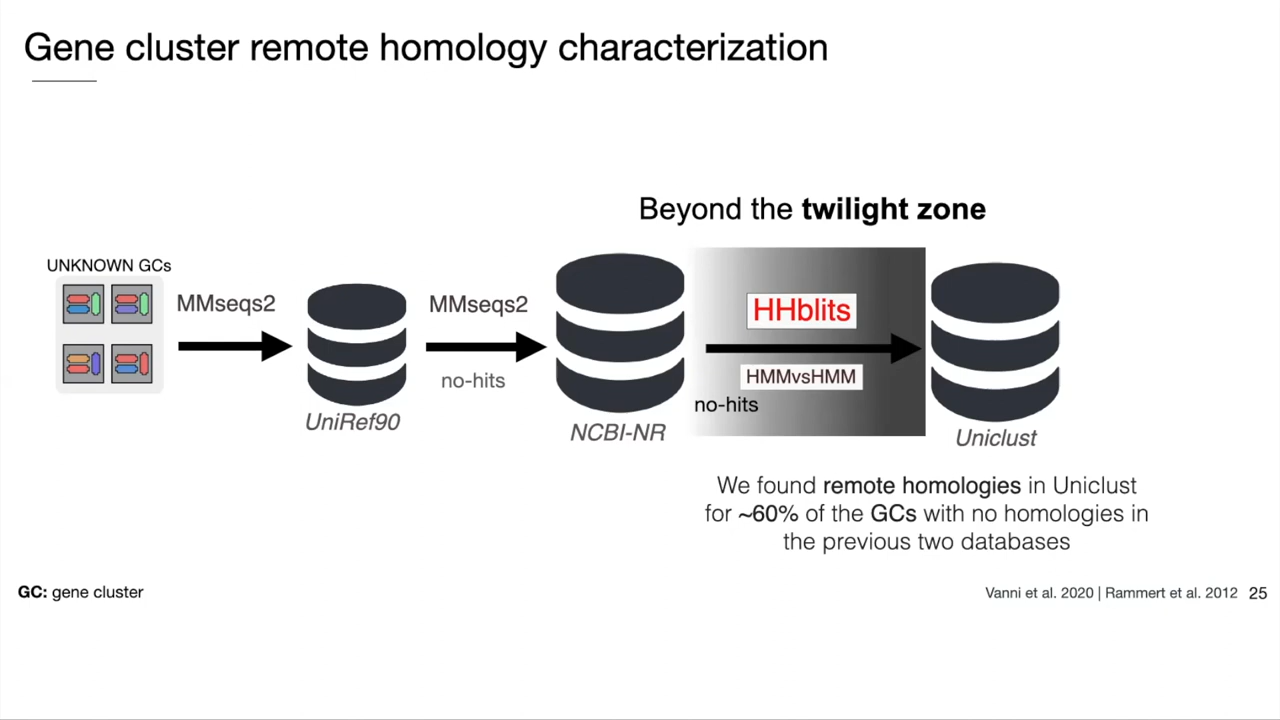 Gene cluster remote homology characterization
Beyond the twilight zone
UNKNOWN GCs
MMseqs2
UniRef90
MMseqs2
no-hits
NCBI-NR
HHblits
HMMvsHMM
no-hits
Uniclust
We found remote homologies in Uniclust
for ~60% of the GCs with no homologies in
the previous two databases
GC: gene cluster
Vanni et al. 2020 | Rammert et al. 2012 25